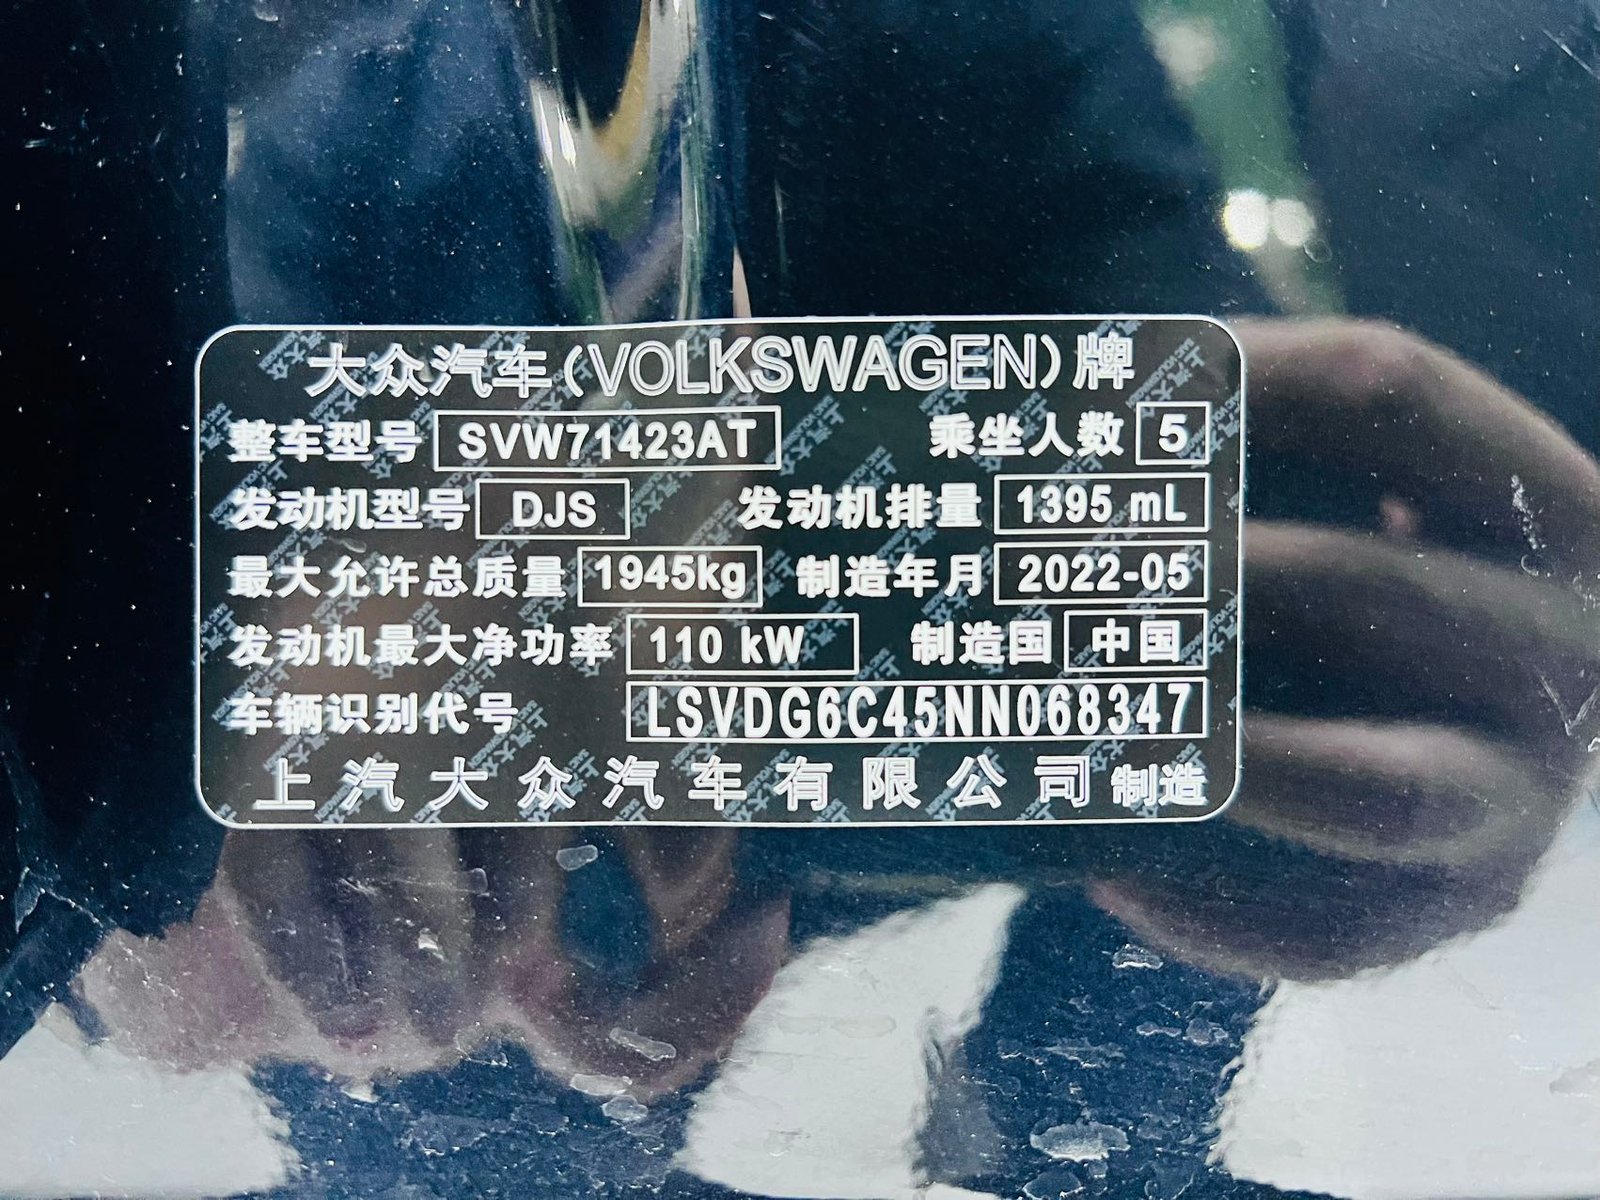 大众汽车(VOLKSWAGEN)牌
整车型号 SVW71423AT 乘坐人数 5
发动机型号 DJS 发动机排量 1395 mL
最大允许总质量 1945kg 制造年月 2022-05
发动机最大净功率 110 kW 制造国 中国
车辆识别代号 LSVDG6C45NN068347
上汽大众汽车有限公司 制造